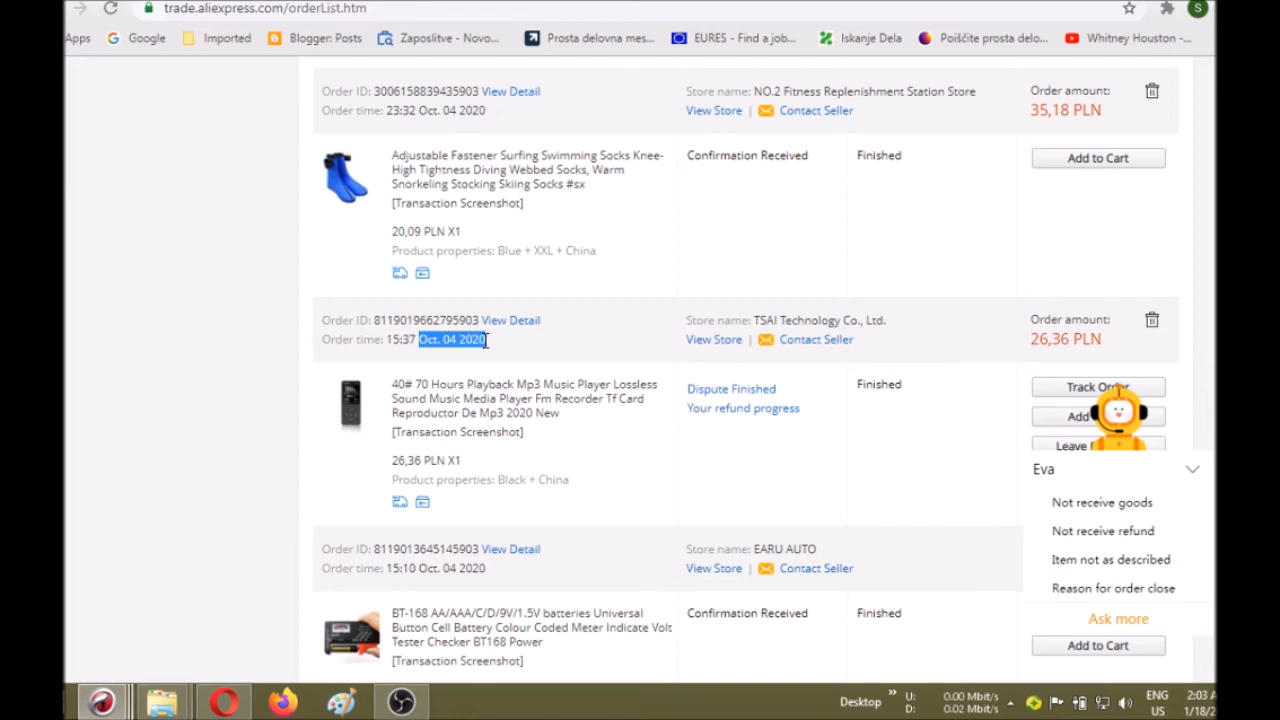 trade.aliexpress.com/orderList.htm
S
Apps Google Imported Blogger: Posts Zaposlitve - Novo... Prosta delovna mes... EURES - Find a job... Iskanje Dela Poiščite prosta delo... Whitney Houston -...
Order ID: 3006158839435903 View Detail Store name: NO.2 Fitness Replenishment Station Store Order amount:
Order time: 23:32 Oct. 04 2020 View Store | Contact Seller 35,18 PLN
Adjustable Fastener Surfing Swimming Socks Knee- Confirmation Received Finished Add to Cart
High Tightness Diving Webbed Socks, Warm
Snorkeling Stocking Skiing Socks #sx
[Transaction Screenshot]
20,09 PLN X1
Product properties: Blue + XXL + China
Order ID: 8119019662795903 View Detail Store name: TSAI Technology Co., Ltd. Order amount:
Order time: 15:37 Oct. 04 2020 View Store | Contact Seller 26,36 PLN
40# 70 Hours Playback Mp3 Music Player Lossless Dispute Finished Finished Track Order
Sound Music Media Player Fm Recorder Tf Card Your refund progress Add
Reproductor De Mp3 2020 New
[Transaction Screenshot] Leave
26,36 PLN X1
Product properties: Black + China
Eva
Not receive goods
Not receive refund
Item not as described
Reason for order close
Ask more
Order ID: 8119013645145903 View Detail Store name: EARU AUTO
Order time: 15:10 Oct. 04 2020 View Store | Contact Seller
BT-168 AA/AAA/C/D/9V/1.5V batteries Universal Confirmation Received Finished
Button Cell Battery Colour Coded Meter Indicate Volt Add to Cart
Tester Checker BT168 Power
[Transaction Screenshot]
Desktop » U: 0.00 Mbit/s ENG 2:03
D: 0.02 Mbit/s US 1/18/2